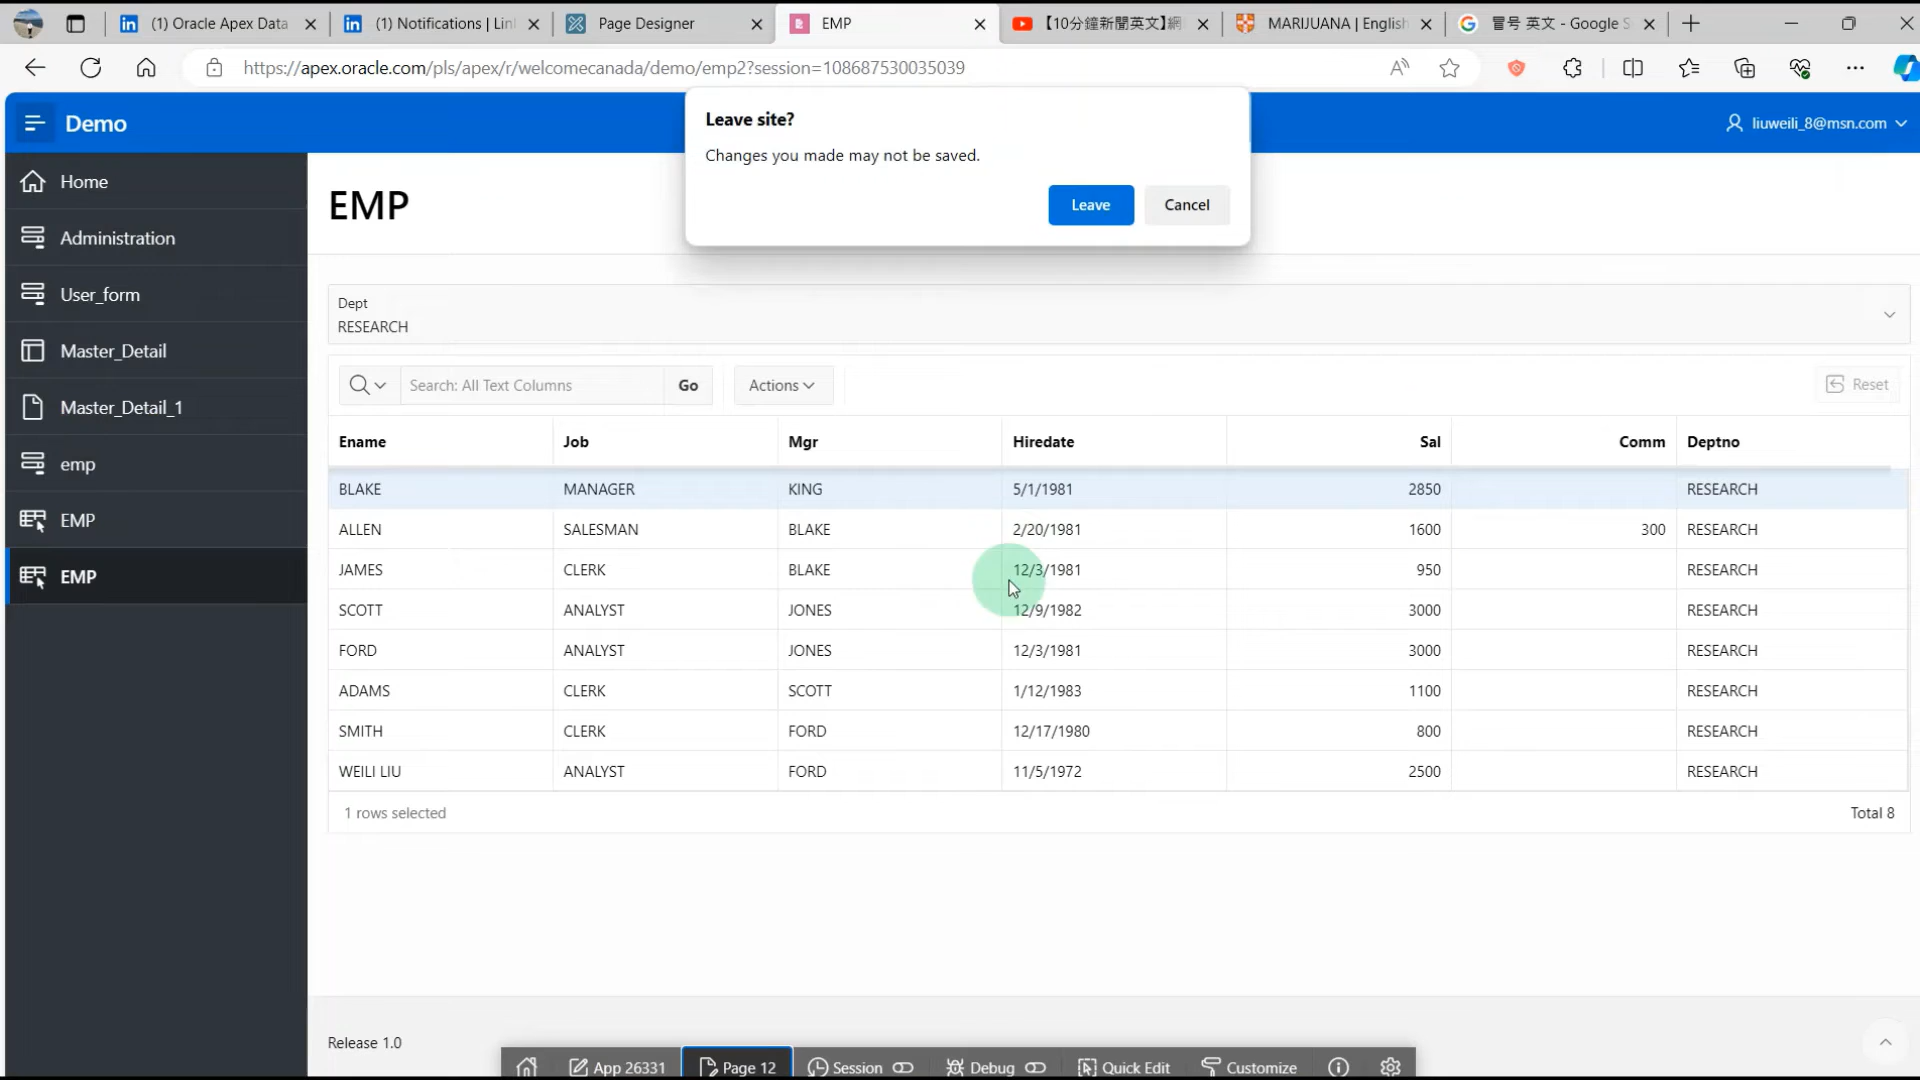 (1) Oracle Apex Data
(1) Notifications | Lin
Page Designer
EMP
【10分鐘新聞英文】網
MARIJUANA | English
冒号 英文 - Google S
https://apex.oracle.com/pls/apex/r/welcomecanada/demo/emp2?session=108687530035039
Leave site?
Changes you made may not be saved.
Leave Cancel
Demo
liuweili_8@msn.com
Home
Administration
User_form
Master_Detail
Master_Detail_1
emp
EMP
EMP
EMP
Dept
RESEARCH
Search: All Text Columns Go Actions Reset
Ename Job Mgr Hiredate Sal Comm Deptno
BLAKE MANAGER KING 5/1/1981 2850 RESEARCH
ALLEN SALESMAN BLAKE 2/20/1981 1600 300 RESEARCH
JAMES CLERK BLAKE 12/3/1981 950 RESEARCH
SCOTT ANALYST JONES 12/9/1982 3000 RESEARCH
FORD ANALYST JONES 12/3/1981 3000 RESEARCH
ADAMS CLERK SCOTT 1/12/1983 1100 RESEARCH
SMITH CLERK FORD 12/17/1980 800 RESEARCH
WEILI LIU ANALYST FORD 11/5/1972 2500 RESEARCH
1 rows selected Total 8
Release 1.0
App 26331 Page 12 Session Debug Quick Edit Customize